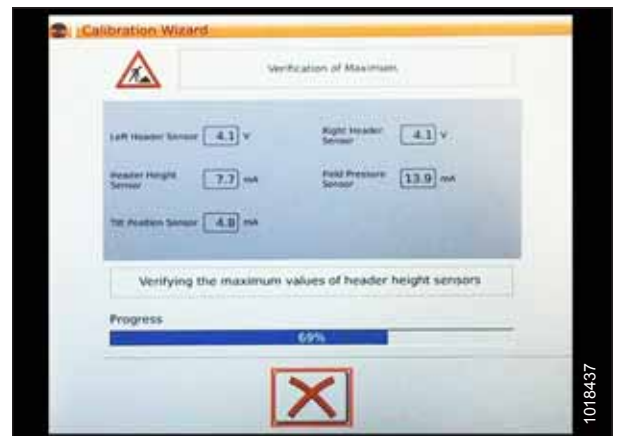 Calibration Wizard
Verification of Maximum
Left Header Sensor 4.1 V
Right Header Sensor 4.1 V
Header Height Sensor 7.7 mA
Field Pressure Sensor 13.9 mA
Tilt Position Sensor 4.8 mA
Verifying the maximum values of header height sensors
Progress
69%
1018437